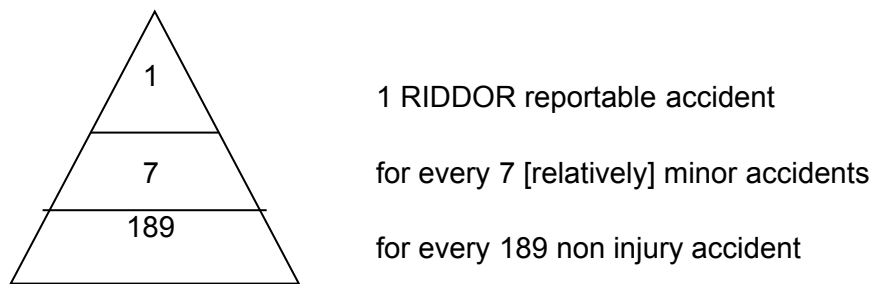 1
1 RIDDOR reportable accident
7
for every 7 [relatively] minor accidents
189
for every 189 non injury accident